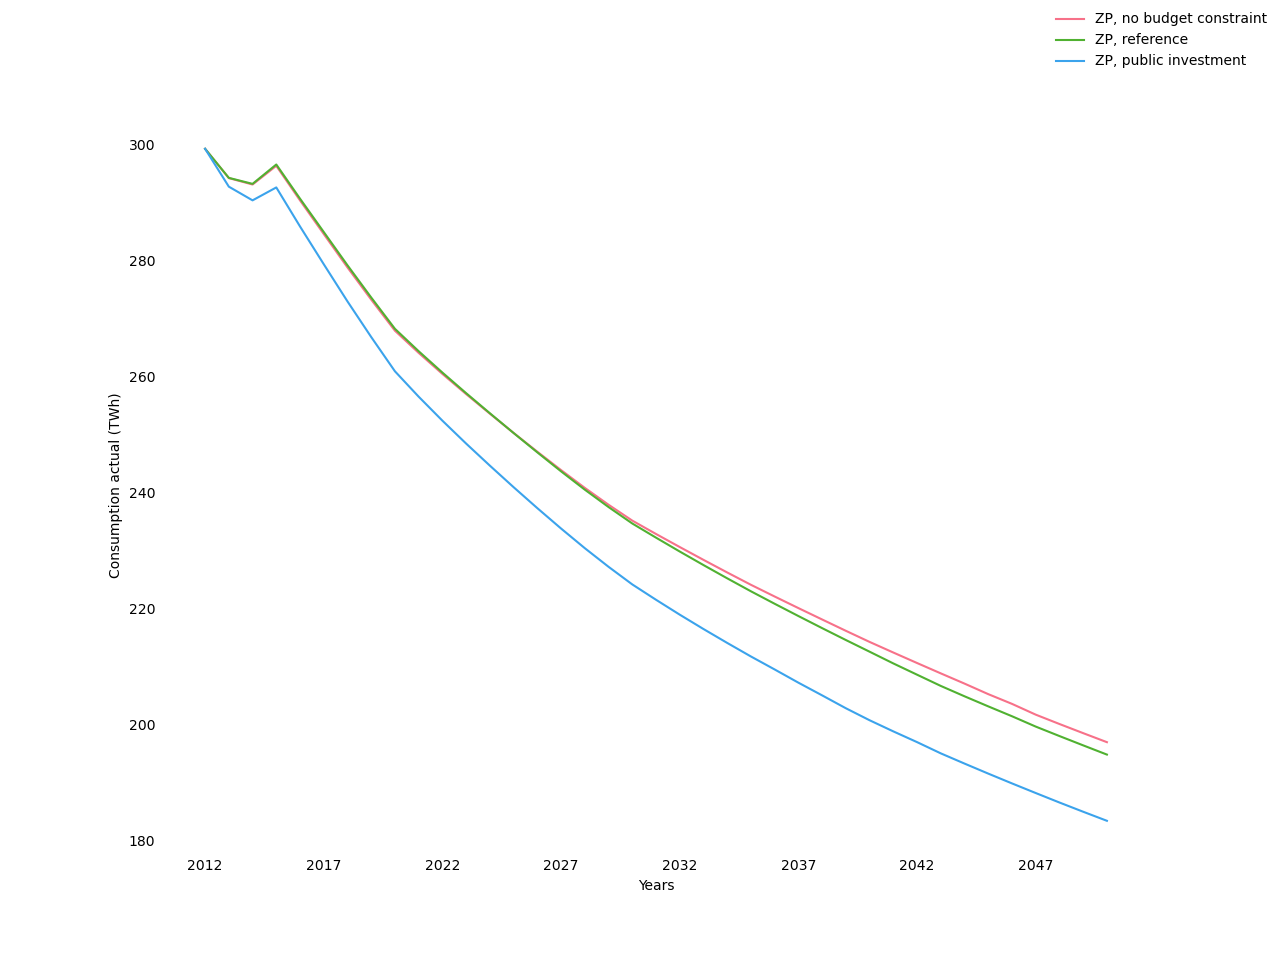 ZP, no budget constraint
ZP, reference
ZP, public investment
300
280
260
240
220
200
180
Consumption actual (TWh)
2012 2017 2022 2027 2032 2037 2042 2047
Years